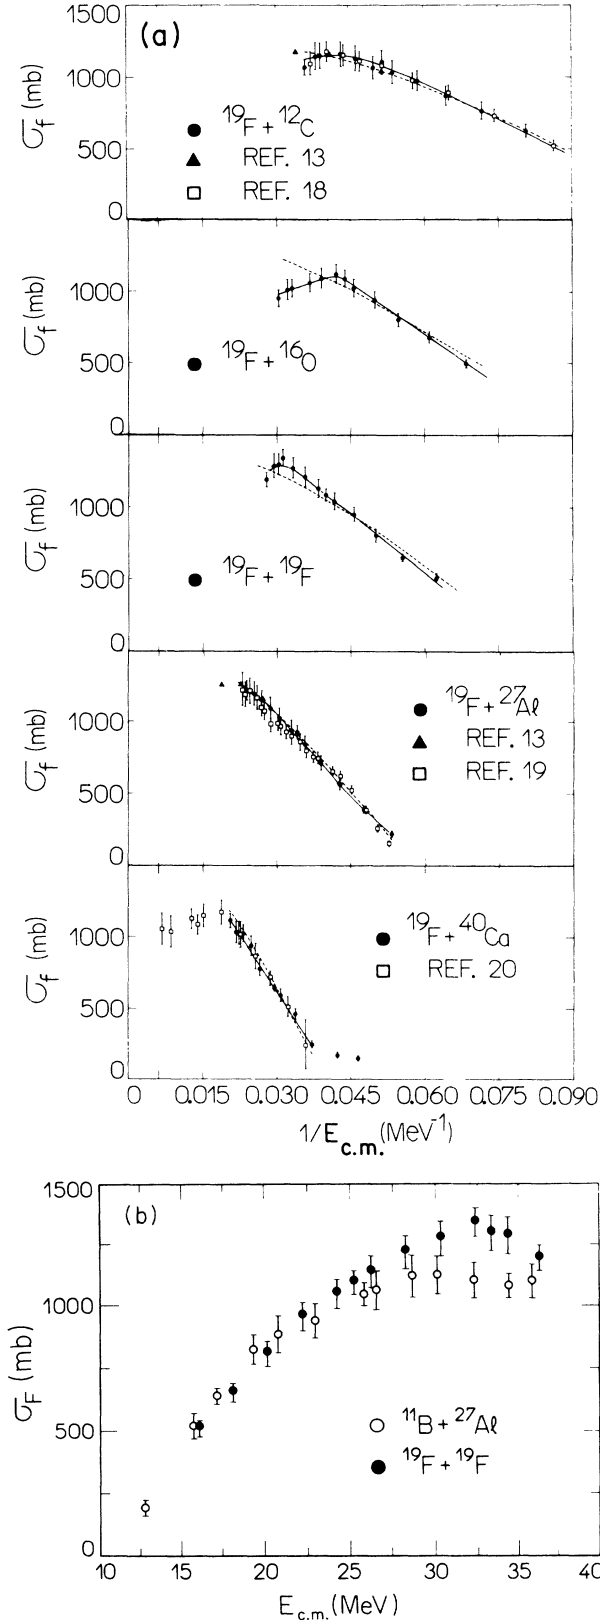 (a)
1500
1000
500
0
σf (mb)
● ¹⁹F + ¹²C
▲ REF. 13
□ REF. 18
1000
500
0
σf (mb)
● ¹⁹F + ¹⁶O
1000
500
0
σf (mb)
● ¹⁹F + ¹⁹F
1000
500
0
σf (mb)
● ¹⁹F + ²⁷Al
▲ REF. 13
□ REF. 19
1000
500
0
σf (mb)
● ¹⁹F + ⁴⁰Ca
□ REF. 20
0 0.015 0.030 0.045 0.060 0.075 0.090
1/E c.m. (MeV⁻¹)
(b)
1500
1000
500
0
σF (mb)
○ ¹¹B + ²⁷Al
● ¹⁹F + ¹⁹F
10 15 20 25 30 35 40
E c.m. (MeV)